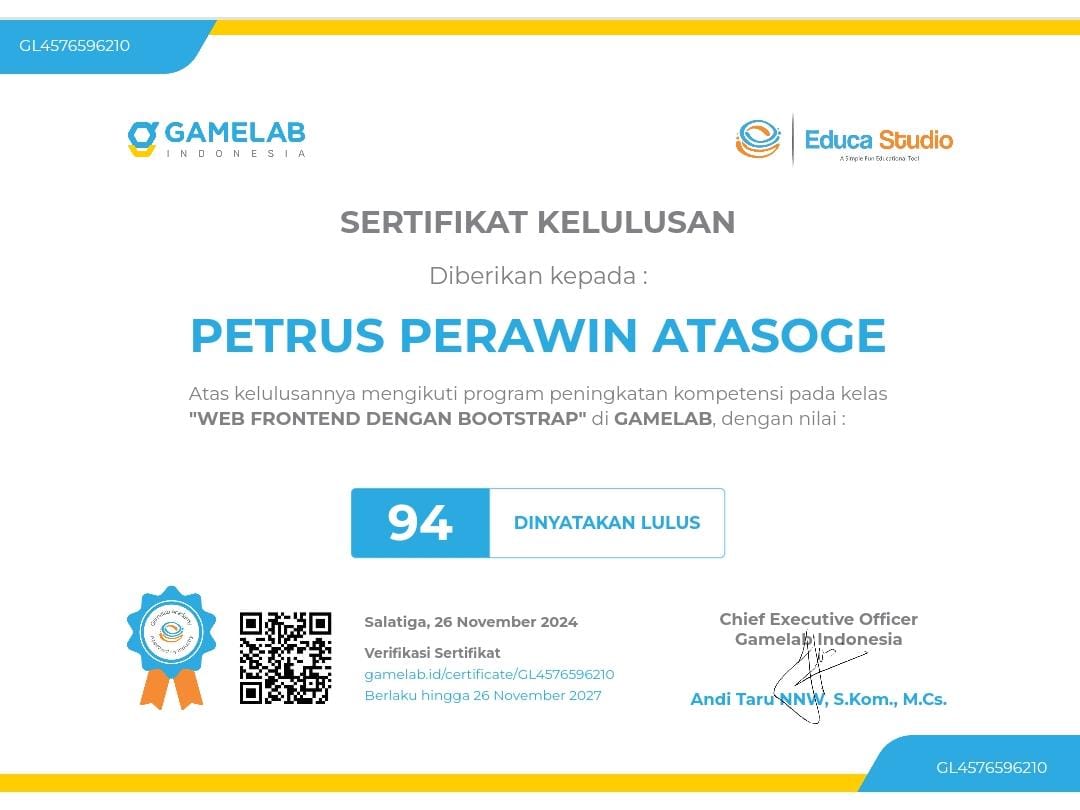 GL4576596210
GAMELAB
INDONESIA
Educa Studio
A Simple Fun Educational Tool
SERTIFIKAT KELULUSAN
Diberikan kepada :
PETRUS PERAWIN ATASOGE
Atas kelulusannya mengikuti program peningkatan kompetensi pada kelas
"WEB FRONTEND DENGAN BOOTSTRAP" di GAMELAB, dengan nilai :
94
DINYATAKAN LULUS
Salatiga, 26 November 2024
Verifikasi Sertifikat
gamelab.id/certificate/GL4576596210
Berlaku hingga 26 November 2027
Chief Executive Officer
Gamelab Indonesia
Andi Taru NNW, S.Kom., M.Cs.
GL4576596210